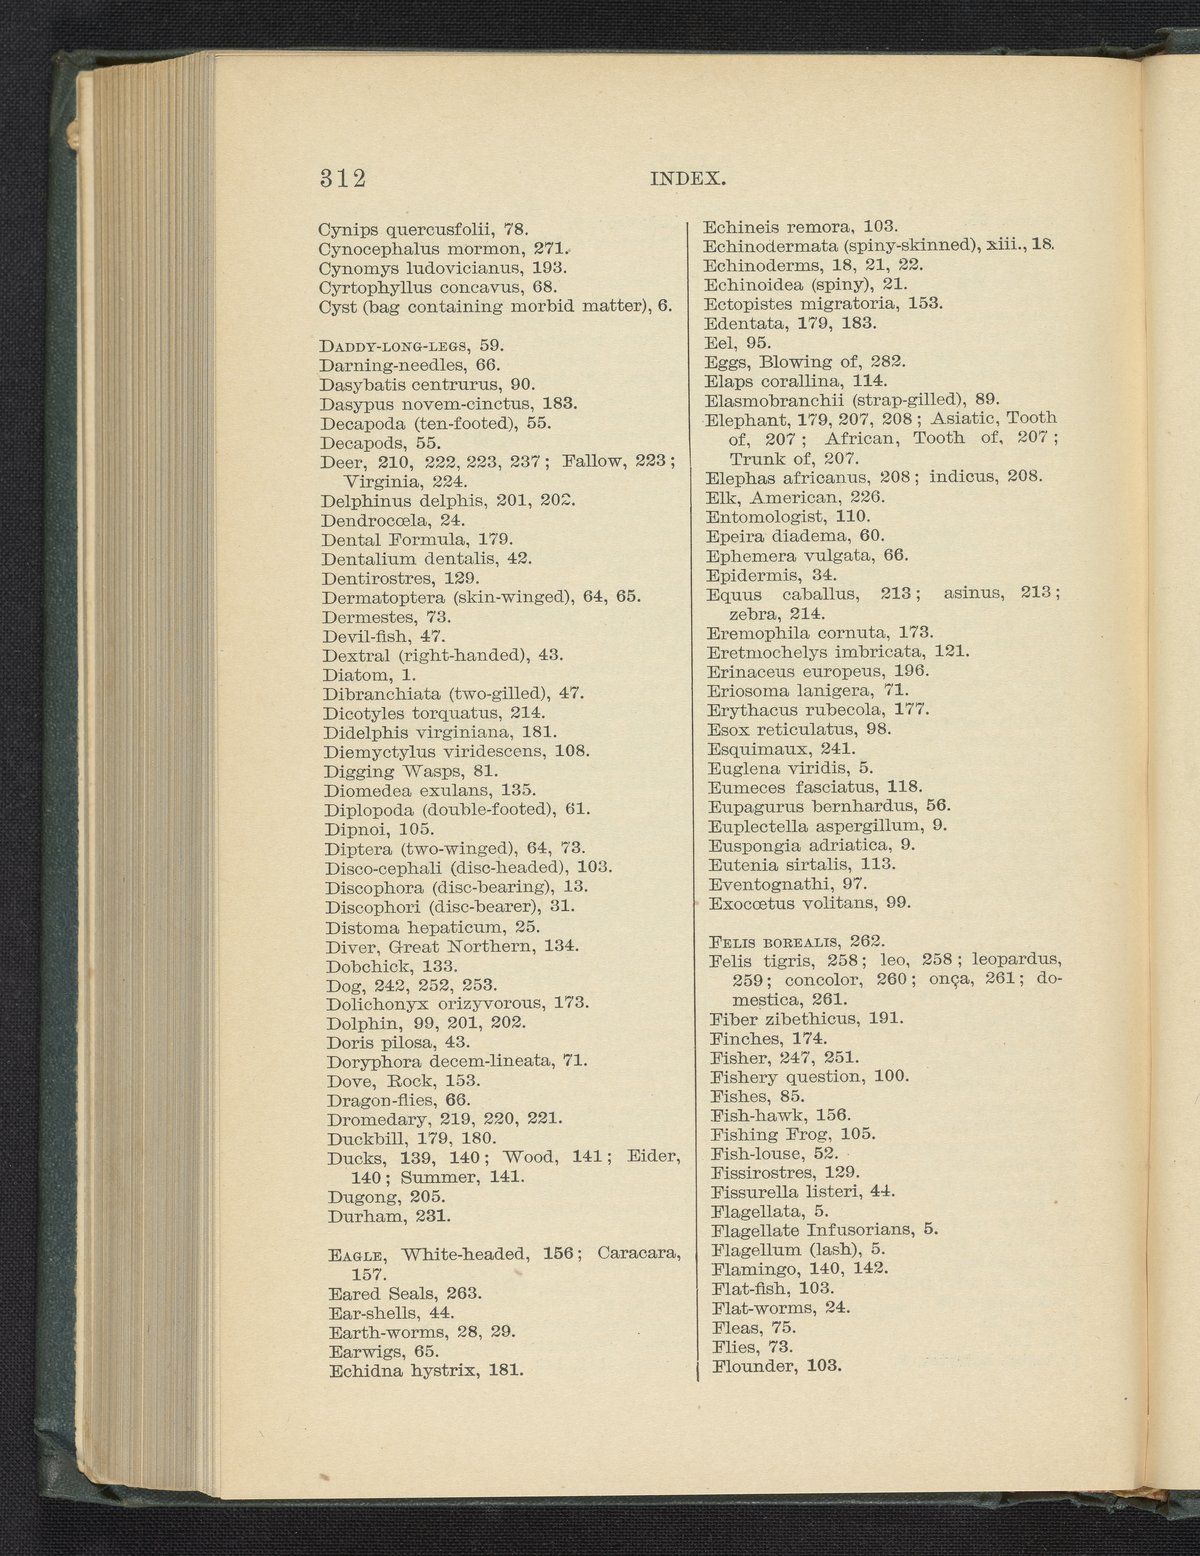 312
INDEX.
Cynips quercusfolii, 78.
Cynocephalus mormon, 271.
Cynomys ludovicianus, 193.
Cyrtophyllus concavus, 68.
Cyst (bag containing morbid matter), 6.
DADDY-LONG-LEGS, 59.
Darning-needles, 66.
Dasybatis centrurus, 90.
Dasypus novem-cinctus, 183.
Decapoda (ten-footed), 55.
Decapods, 55.
Deer, 210, 222, 223, 237; Fallow, 223;
Virginia, 224.
Delphinus delphis, 201, 202.
Dendrocœla, 24.
Dental Formula, 179.
Dentalium dentalis, 42.
Dentirostres, 129.
Dermatoptera (skin-winged), 64, 65.
Dermestes, 73.
Devil-fish, 47.
Dextral (right-handed), 43.
Diatom, 1.
Dibranchiata (two-gilled), 47.
Dicotyles torquatus, 214.
Didelphis virginiana, 181.
Diemyctylus viridescens, 108.
Digging Wasps, 81.
Diomedea exulans, 135.
Diplopoda (double-footed), 61.
Dipnoi, 105.
Diptera (two-winged), 64, 73.
Disco-cephali (disc-headed), 103.
Discophora (disc-bearing), 13.
Discophori (disc-bearer), 31.
Distoma hepaticum, 25.
Diver, Great Northern, 134.
Dobchick, 133.
Dog, 242, 252, 253.
Dolichonyx orizyvorous, 173.
Dolphin, 99, 201, 202.
Doris pilosa, 43.
Doryphora decem-lineata, 71.
Dove, Rock, 153.
Dragon-flies, 66.
Dromedary, 219, 220, 221.
Duckbill, 179, 180.
Ducks, 139, 140; Wood, 141; Eider,
140; Summer, 141.
Dugong, 205.
Durham, 231.
EAGLE, White-headed, 156; Caracara,
157.
Eared Seals, 263.
Ear-shells, 44.
Earth-worms, 28, 29.
Earwigs, 65.
Echidna hystrix, 181.
Echineis remora, 103.
Echinodermata (spiny-skinned), xiii., 18.
Echinoderms, 18, 21, 22.
Echinoidea (spiny), 21.
Ectopistes migratoria, 153.
Edentata, 179, 183.
Eel, 95.
Eggs, Blowing of, 282.
Elaps corallina, 114.
Elasmobranchii (strap-gilled), 89.
Elephant, 179, 207, 208; Asiatic, Tooth
of, 207; African, Tooth of, 207;
Trunk of, 207.
Elephas africanus, 208; indicus, 208.
Elk, American, 226.
Entomologist, 110.
Epeira diadema, 60.
Ephemera vulgata, 66.
Epidermis, 34.
Equus caballus, 213; asinus, 213;
zebra, 214.
Eremophila cornuta, 173.
Eretmochelys imbricata, 121.
Erinaceus europeus, 196.
Eriosoma lanigera, 71.
Erythacus rubecola, 177.
Esox reticulatus, 98.
Esquimaux, 241.
Euglena viridis, 5.
Eumeces fasciatus, 118.
Eupagurus bernhardus, 56.
Euplectella aspergillum, 9.
Euspongia adriatica, 9.
Eutenia sirtalis, 113.
Eventognathi, 97.
Exocœtus volitans, 99.
FELIS BOREALIS, 262.
Felis tigris, 258; leo, 258; leopardus,
259; concolor, 260; onça, 261; do-
mestica, 261.
Fiber zibethicus, 191.
Finches, 174.
Fisher, 247, 251.
Fishery question, 100.
Fishes, 85.
Fish-hawk, 156.
Fishing Frog, 105.
Fish-louse, 52.
Fissirostres, 129.
Fissurella listeri, 44.
Flagellata, 5.
Flagellate Infusorians, 5.
Flagellum (lash), 5.
Flamingo, 140, 142.
Flat-fish, 103.
Flat-worms, 24.
Fleas, 75.
Flies, 73.
Flounder, 103.